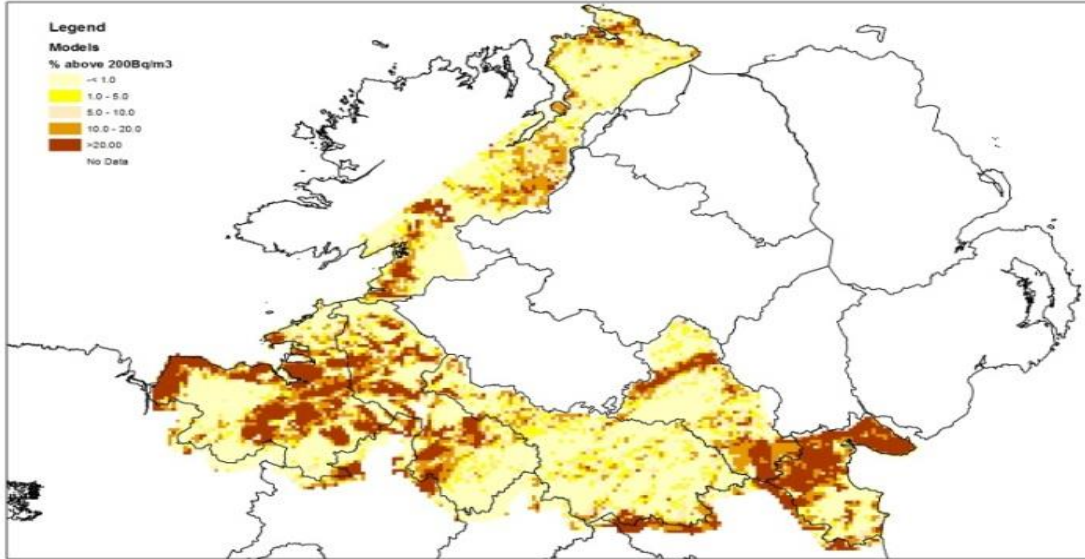 Legend
Models
% above 200Bq/m3
-< 1.0
1.0 - 5.0
5.0 - 10.0
10.0 - 20.0
>20.00
No Data